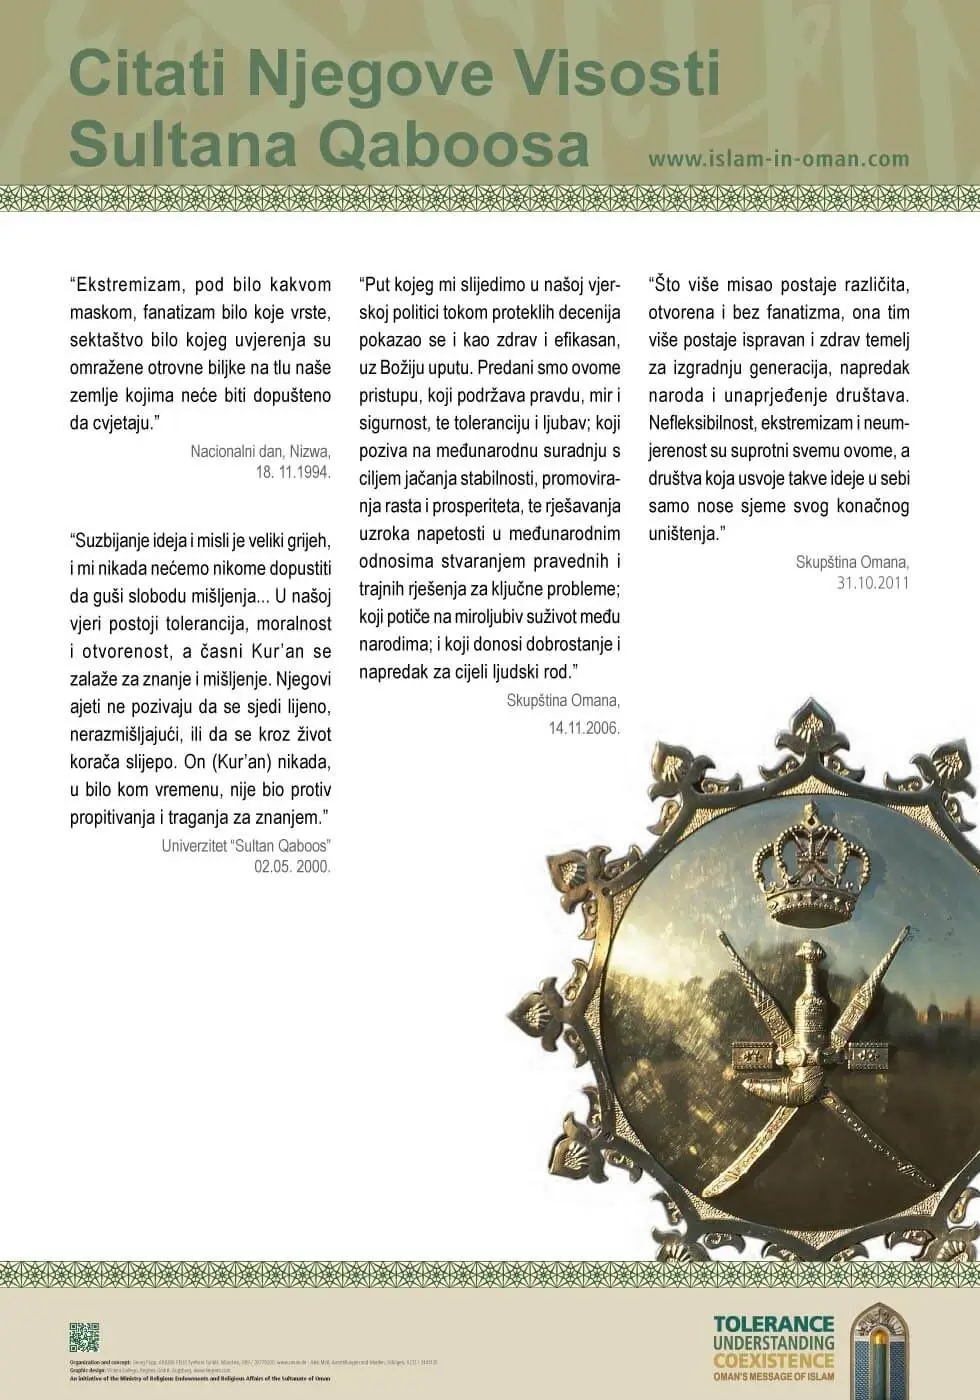 Citati Njegove Visosti
Sultana Qaboosa
www.islam-in-oman.com
“Ekstremizam, pod bilo kakvom
maskom, fanatizam bilo koje vrste,
sektaštvo bilo kojeg uvjerenja su
omražene otrovne biljke na tlu naše
zemlje kojima neće biti dopušteno
da cvjetaju.”
Nacionalni dan, Nizwa,
18. 11.1994.
“Suzbijanje ideja i misli je veliki grijeh,
i mi nikada nećemo nikome dopustiti
da guši slobodu mišljenja... U našoj
vjeri postoji tolerancija, moralnost
i otvorenost, a časni Kur’an se
zalaže za znanje i mišljenje. Njegovi
ajeti ne pozivaju da se sjedi lijeno,
nerazmišljajući, ili da se kroz život
korača slijepo. On (Kur’an) nikada,
u bilo kom vremenu, nije bio protiv
propitivanja i traganja za znanjem.”
Univerzitet “Sultan Qaboos”
02.05. 2000.
“Put kojeg mi slijedimo u našoj vjer-
skoj politici tokom proteklih decenija
pokazao se i kao zdrav i efikasan,
uz Božiju uputu. Predani smo ovome
pristupu, koji podržava pravdu, mir i
sigurnost, te toleranciju i ljubav; koji
poziva na međunarodnu suradnju s
ciljem jačanja stabilnosti, promovira-
nja rasta i prosperiteta, te rješavanja
uzroka napetosti u međunarodnim
odnosima stvaranjem pravednih i
trajnih rješenja za ključne probleme;
koji potiče na miroljubiv suživot među
narodima; i koji donosi dobrostanje i
napredak za cijeli ljudski rod.”
Skupština Omana,
14.11.2006.
“Što više misao postaje različita,
otvorena i bez fanatizma, ona tim
više postaje ispravan i zdrav temelj
za izgradnju generacija, napredak
naroda i unaprjeđenje društava.
Nefleksibilnost, ekstremizam i neum-
jerenost su suprotni svemu ovome, a
društva koja usvoje takve ideje u sebi
samo nose sjeme svog konačnog
uništenja.”
Skupština Omana,
31.10.2011
Organization and concept:
Graphic design:
An initiative of the Ministry of Religious Endowments and Religious Affairs of the Sultanate of Oman
TOLERANCE
UNDERSTANDING
COEXISTENCE
OMAN'S MESSAGE OF ISLAM